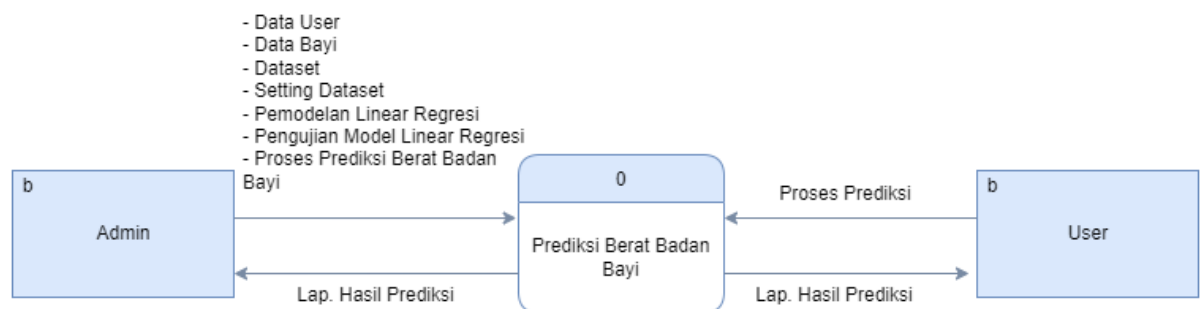 - Data User
- Data Bayi
- Dataset
- Setting Dataset
- Pemodelan Linear Regresi
- Pengujian Model Linear Regresi
- Proses Prediksi Berat Badan
Bayi
b
Admin
0
Prediksi Berat Badan
Bayi
Proses Prediksi
b
User
Lap. Hasil Prediksi
Lap. Hasil Prediksi